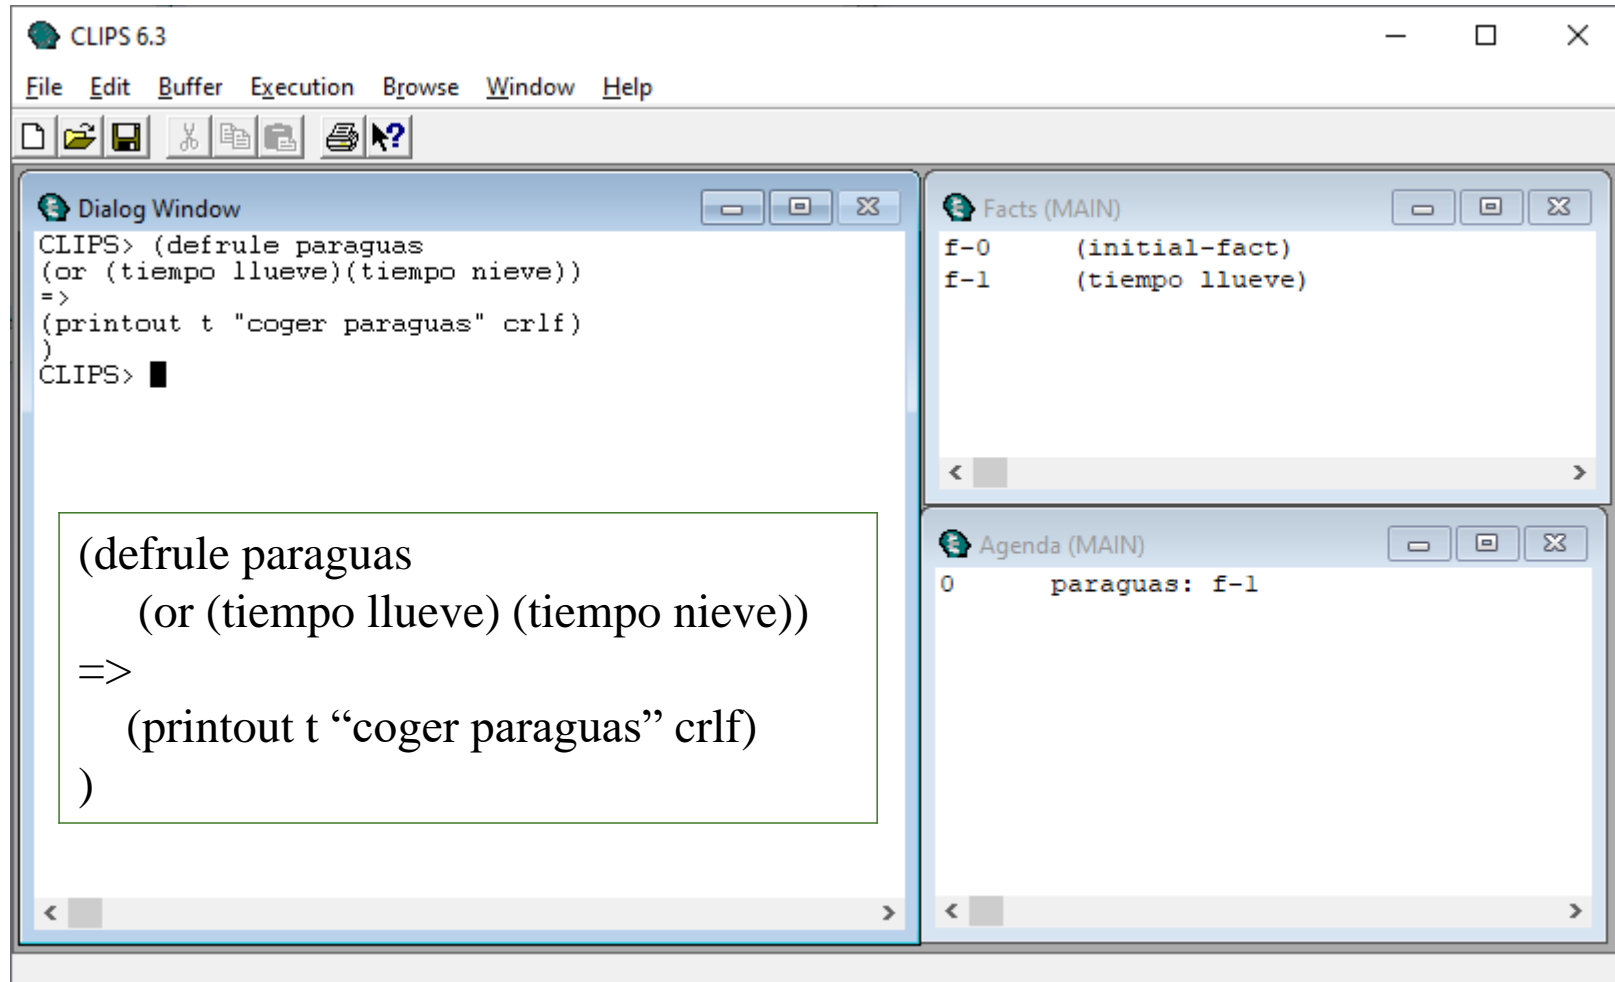 CLIPS 6.3
File Edit Buffer Execution Browse Window Help
Dialog Window
CLIPS> (defrule paraguas
(or (tiempo llueve)(tiempo nieve))
=>
(printout t "coger paraguas" crlf)
)
CLIPS>
(defrule paraguas
(or (tiempo llueve) (tiempo nieve))
=>
(printout t “coger paraguas” crlf)
)
Facts (MAIN)
f-0 (initial-fact)
f-1 (tiempo llueve)
Agenda (MAIN)
0 paraguas: f-1